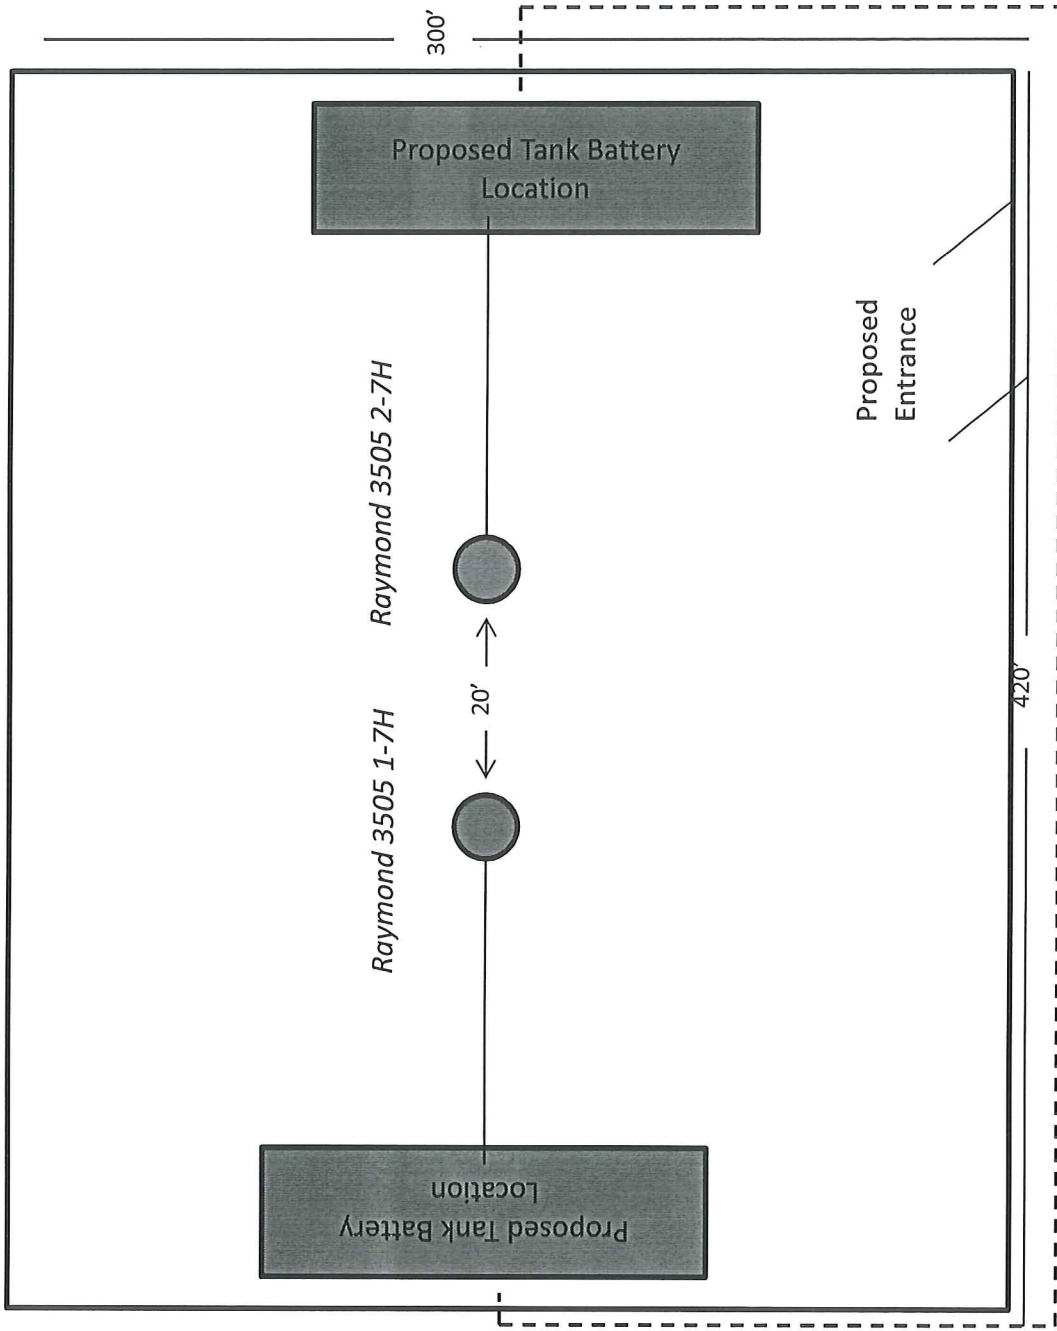 300'
Proposed Tank Battery
Location
Raymond 3505 2-7H
20'
Raymond 3505 1-7H
Proposed Tank Battery
Location
Proposed
Entrance
420'